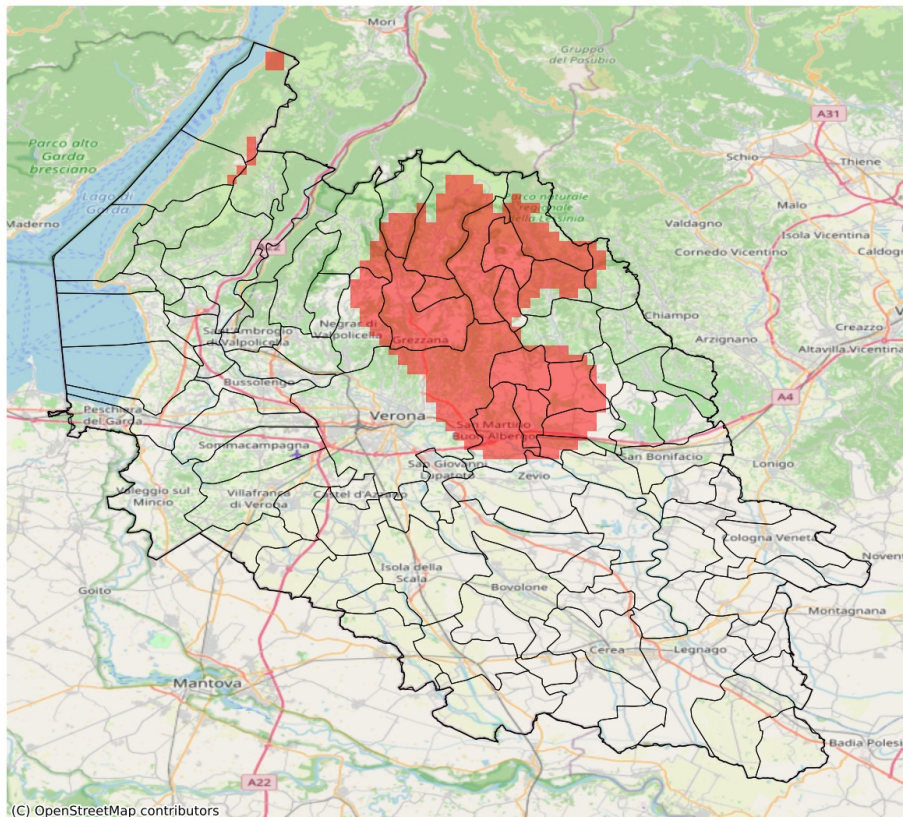 Mori
Gruppo
del Pasubio
A31
Parco alto
Garda
bresciano
Schio
Thiene
Lago di
Garda
Malo
Maderno
Valdagno
Isola Vicentina
A22
Cornedo Vicentino
Caldogno
Chiampo
Sant'Ambrogio
di Valpolicella
Negrar di
Valpolicella
Grezzana
Arzignano
Creazzo
Altavilla Vicentina
Bussolengo
A4
Peschiera
del Garda
Verona
San Martino
Buon Albergo
Sommacampagna
San Giovanni
Lupatoto
Zevio
San Bonifacio
Lonigo
Valeggio sul
Mincio
Villafranca
di Verona
Castel d'Azzano
Cologna Veneta
Isola della
Scala
Goito
Bovolone
Montagnana
Cerea
Legnago
Mantova
Badia Polesi
A22
(C) OpenStreetMap contributors